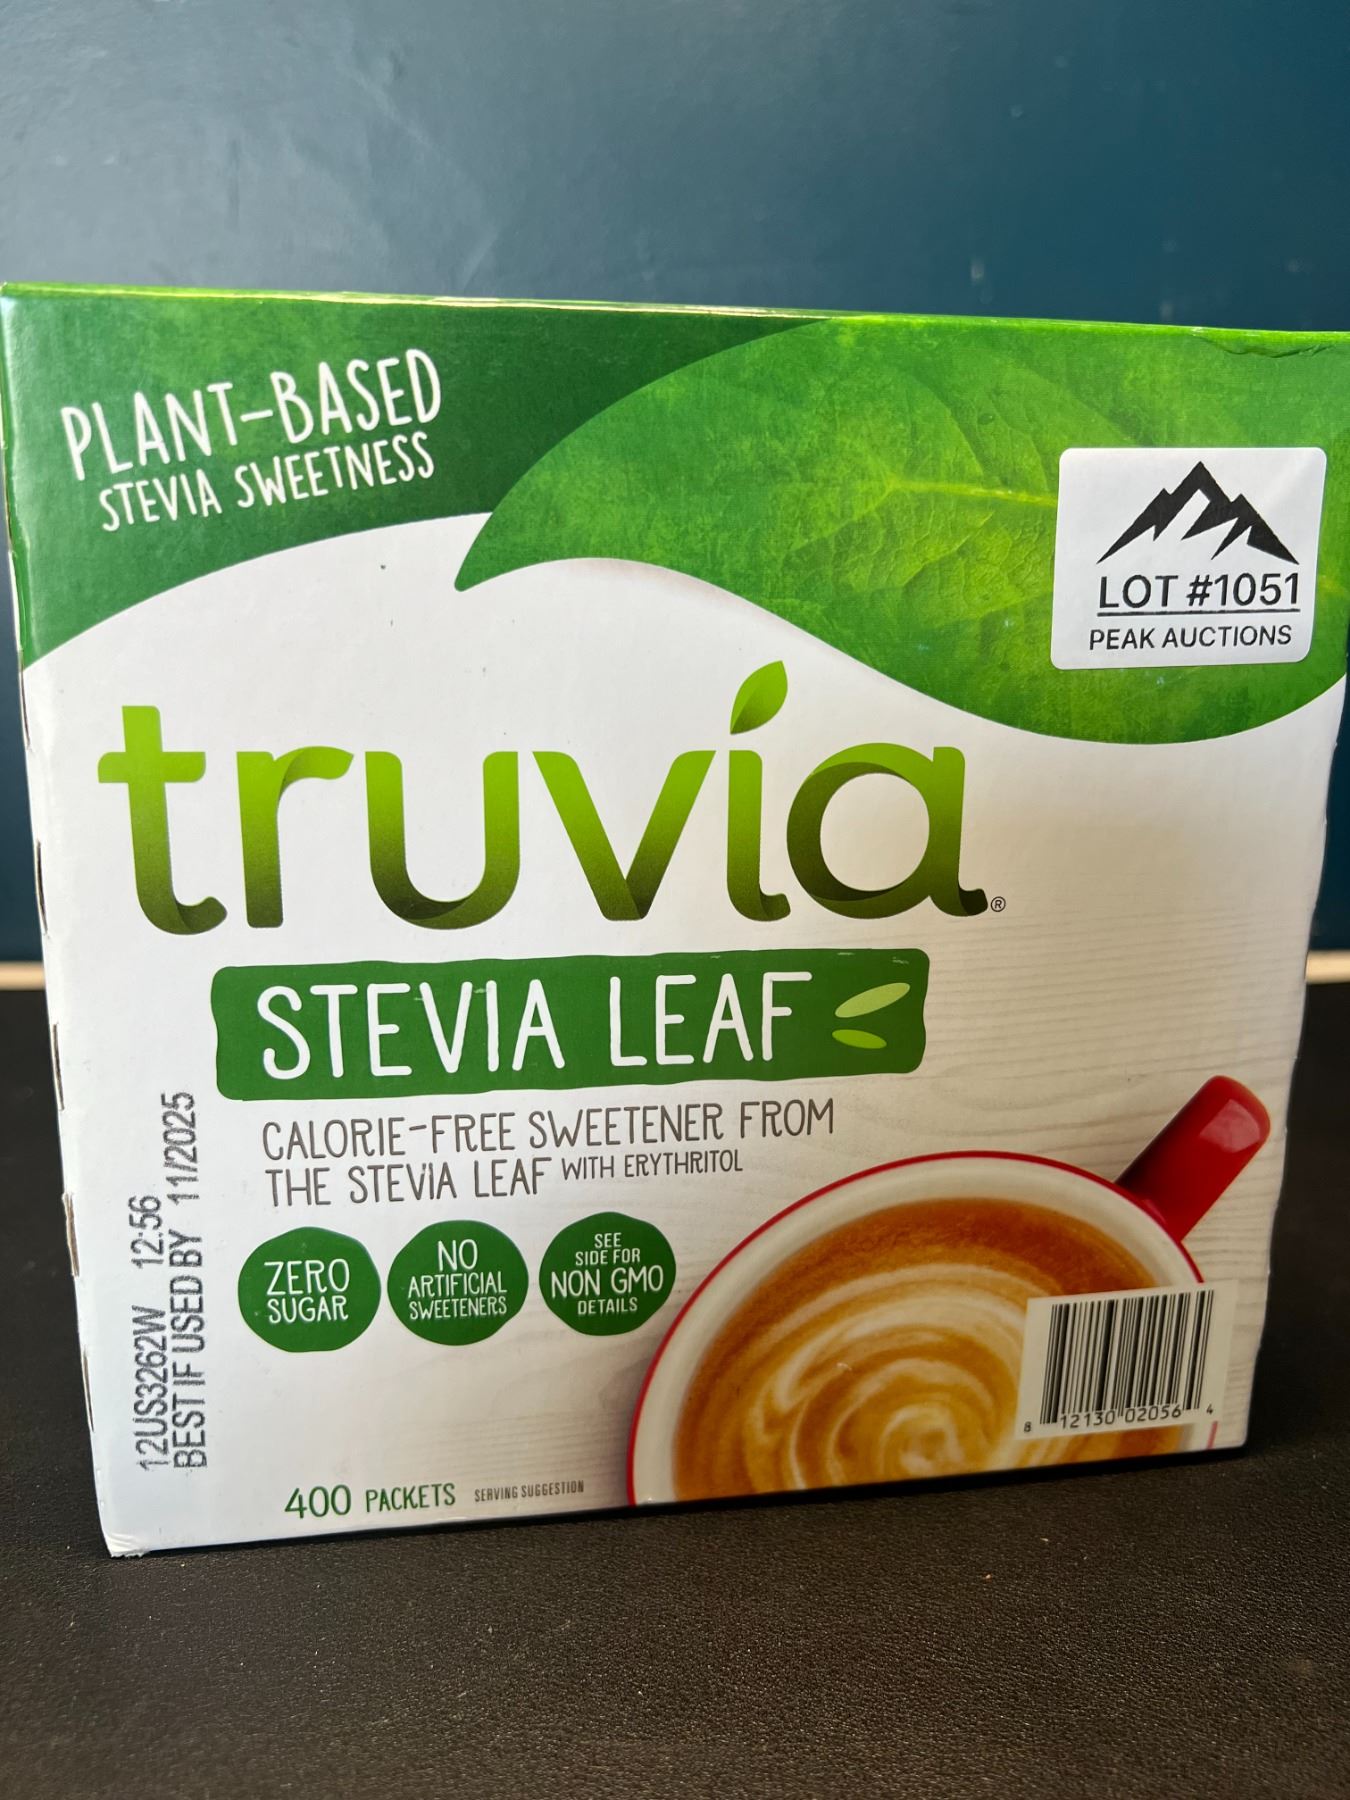 PLANT-BASED
STEVIA SWEETNESS
LOT #1051
PEAK AUCTIONS
truvía®
STEVIA LEAF
CALORIE-FREE SWEETENER FROM
THE STEVIA LEAF WITH ERYTHRITOL
ZERO
SUGAR
NO
ARTIFICIAL
SWEETENERS
SEE
SIDE FOR
NON GMO
DETAILS
12US3262W 12:56
BEST IF USED BY 11/2025
400 PACKETS SERVING SUGGESTION
8 12130 02056 4